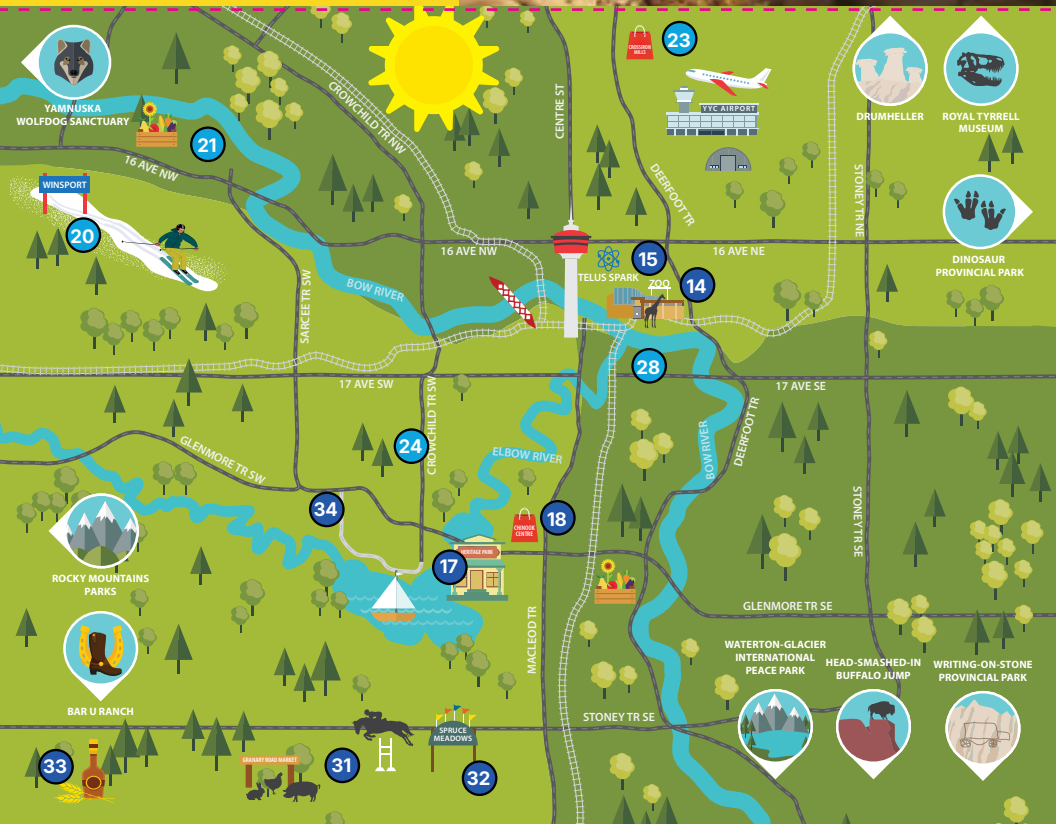 YAMNUSKA
WOLFDOG SANCTUARY
21
16 AVE NW
WINSPORT
20
CROWCHILD TR NW
CENTRE ST
CROSSIRON
MILLS
23
YYC AIRPORT
DEERFOOT TR
DRUMHELLER
ROYAL TYRRELL
MUSEUM
STONEY TR NE
DINOSAUR
PROVINCIAL PARK
16 AVE NW
16 AVE NE
15
TELUS SPARK
ZOO
14
BOW RIVER
SARCEE TR SW
28
17 AVE SW
17 AVE SE
CROWCHILD TR SW
24
GLENMORE TR SW
ELBOW RIVER
BOW RIVER
DEERFOOT TR
34
CHINOOK
CENTRE
18
STONEY TR SE
HERITAGE PARK
17
ROCKY MOUNTAINS
PARKS
MACLEOD TR
GLENMORE TR SE
BAR U RANCH
WATERTON-GLACIER
INTERNATIONAL
PEACE PARK
HEAD-SMASHED-IN
BUFFALO JUMP
WRITING-ON-STONE
PROVINCIAL PARK
STONEY TR SE
SPRUCE
MEADOWS
33
GRANARY ROAD MARKET
31
32